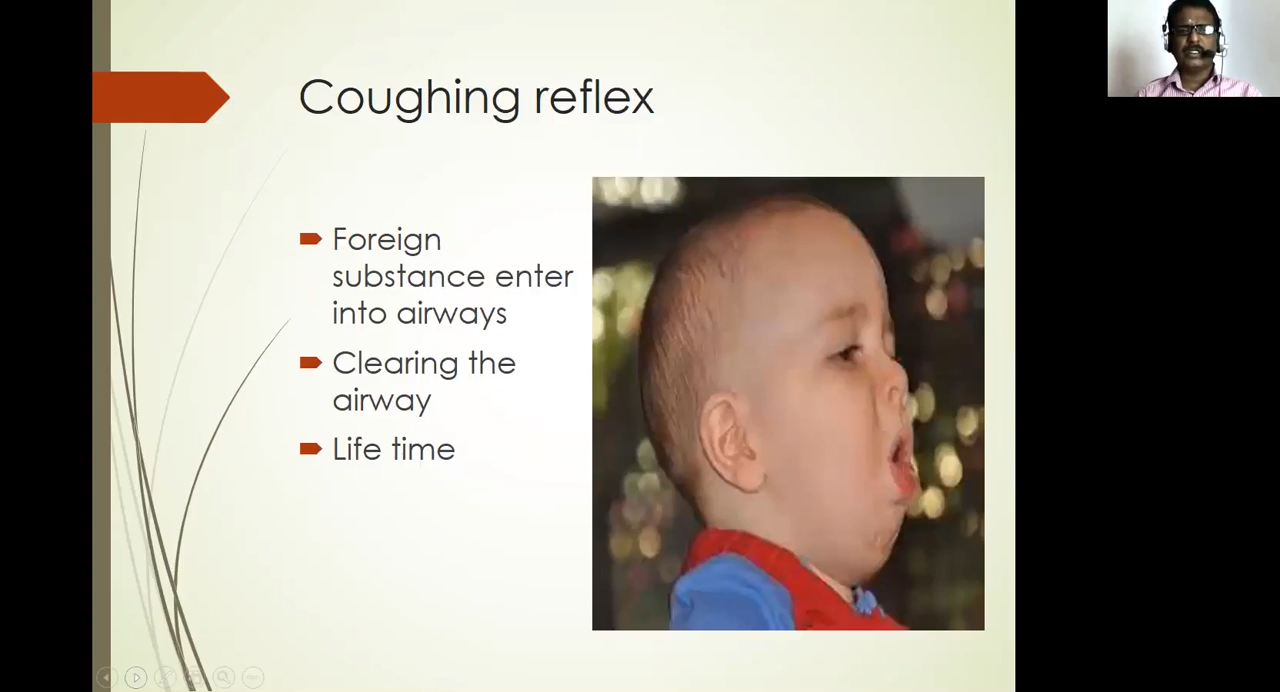 Coughing reflex
Foreign
substance enter
into airways
Clearing the
airway
Life time